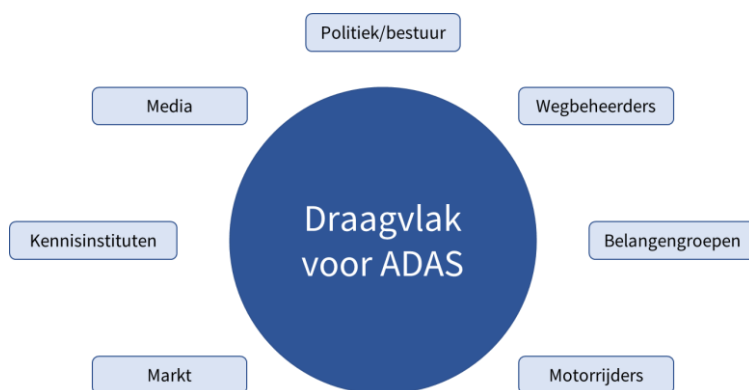 Politiek/bestuur
Media
Wegbeheerders
Draagvlak
voor ADAS
Kennisinstituten
Belangengroepen
Markt
Motorrijders